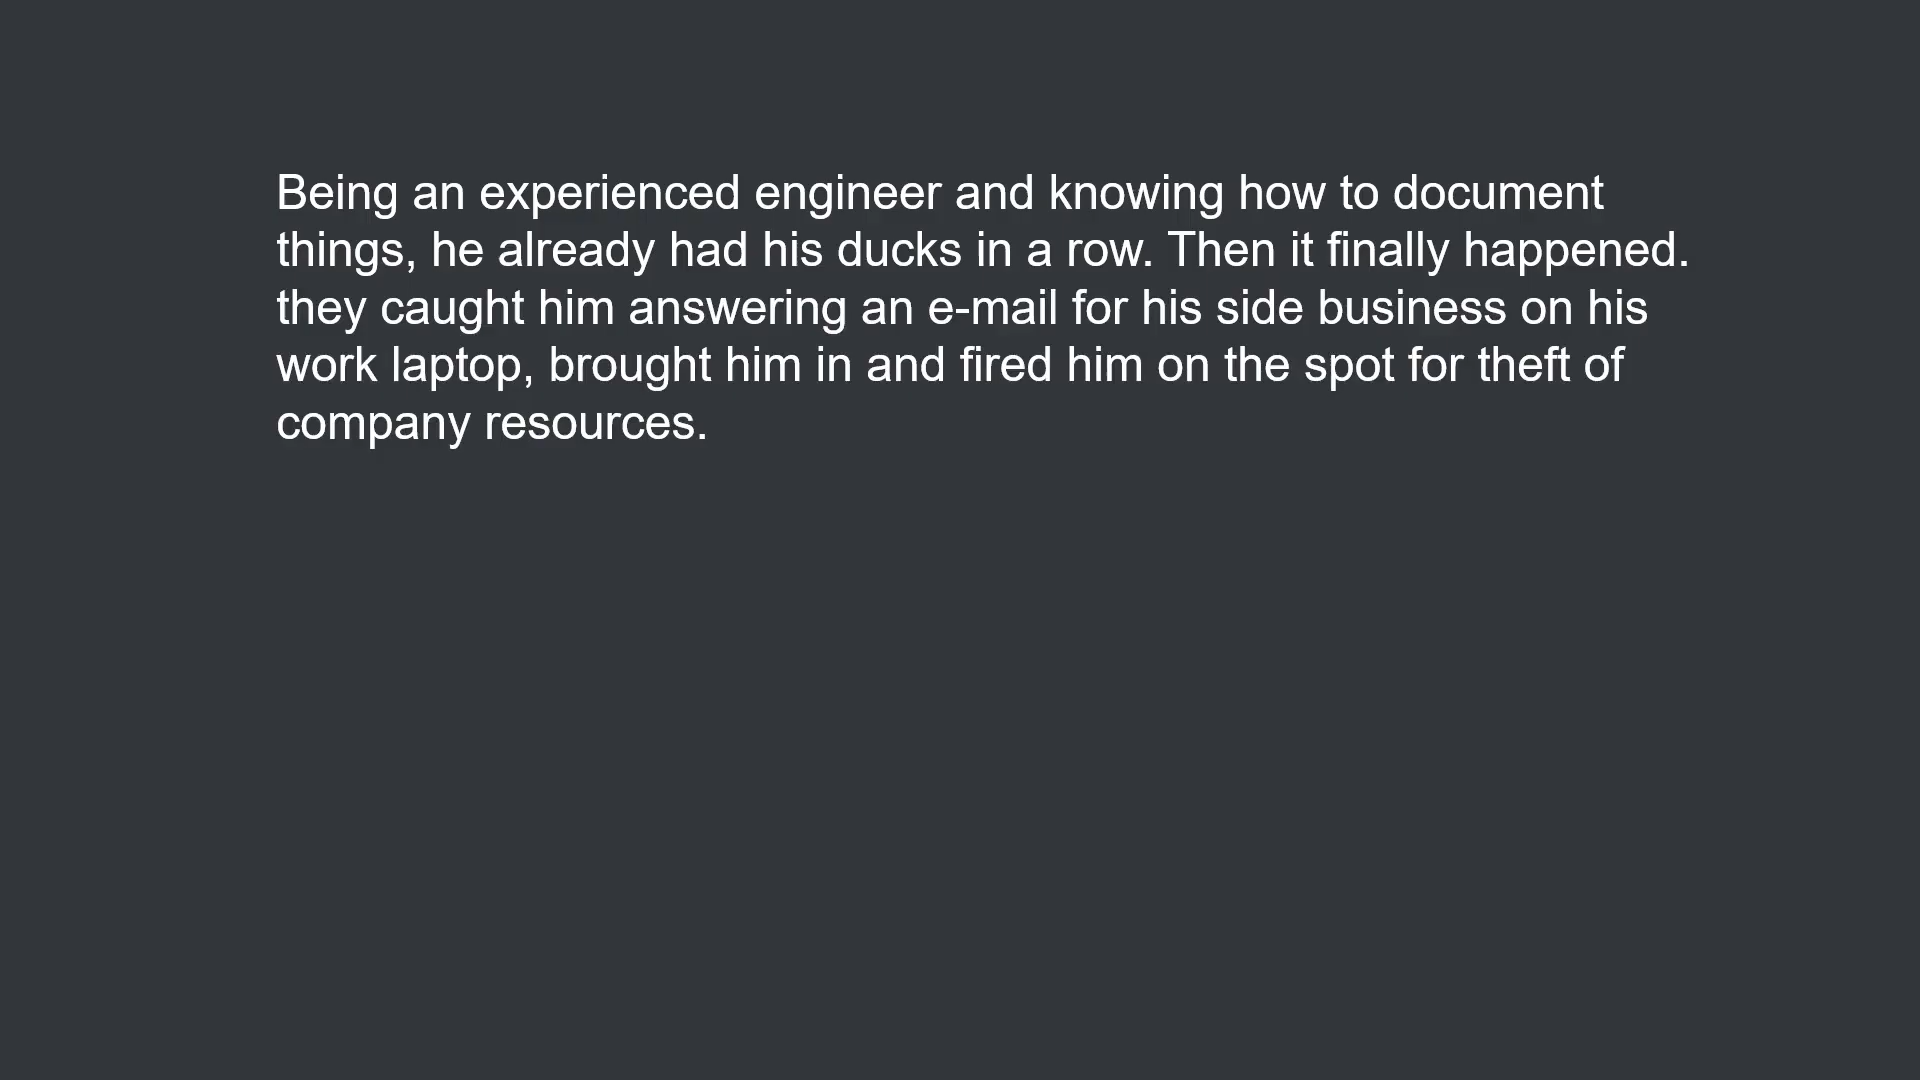 Being an experienced engineer and knowing how to document
things, he already had his ducks in a row. Then it finally happened.
they caught him answering an e-mail for his side business on his
work laptop, brought him in and fired him on the spot for theft of
company resources.